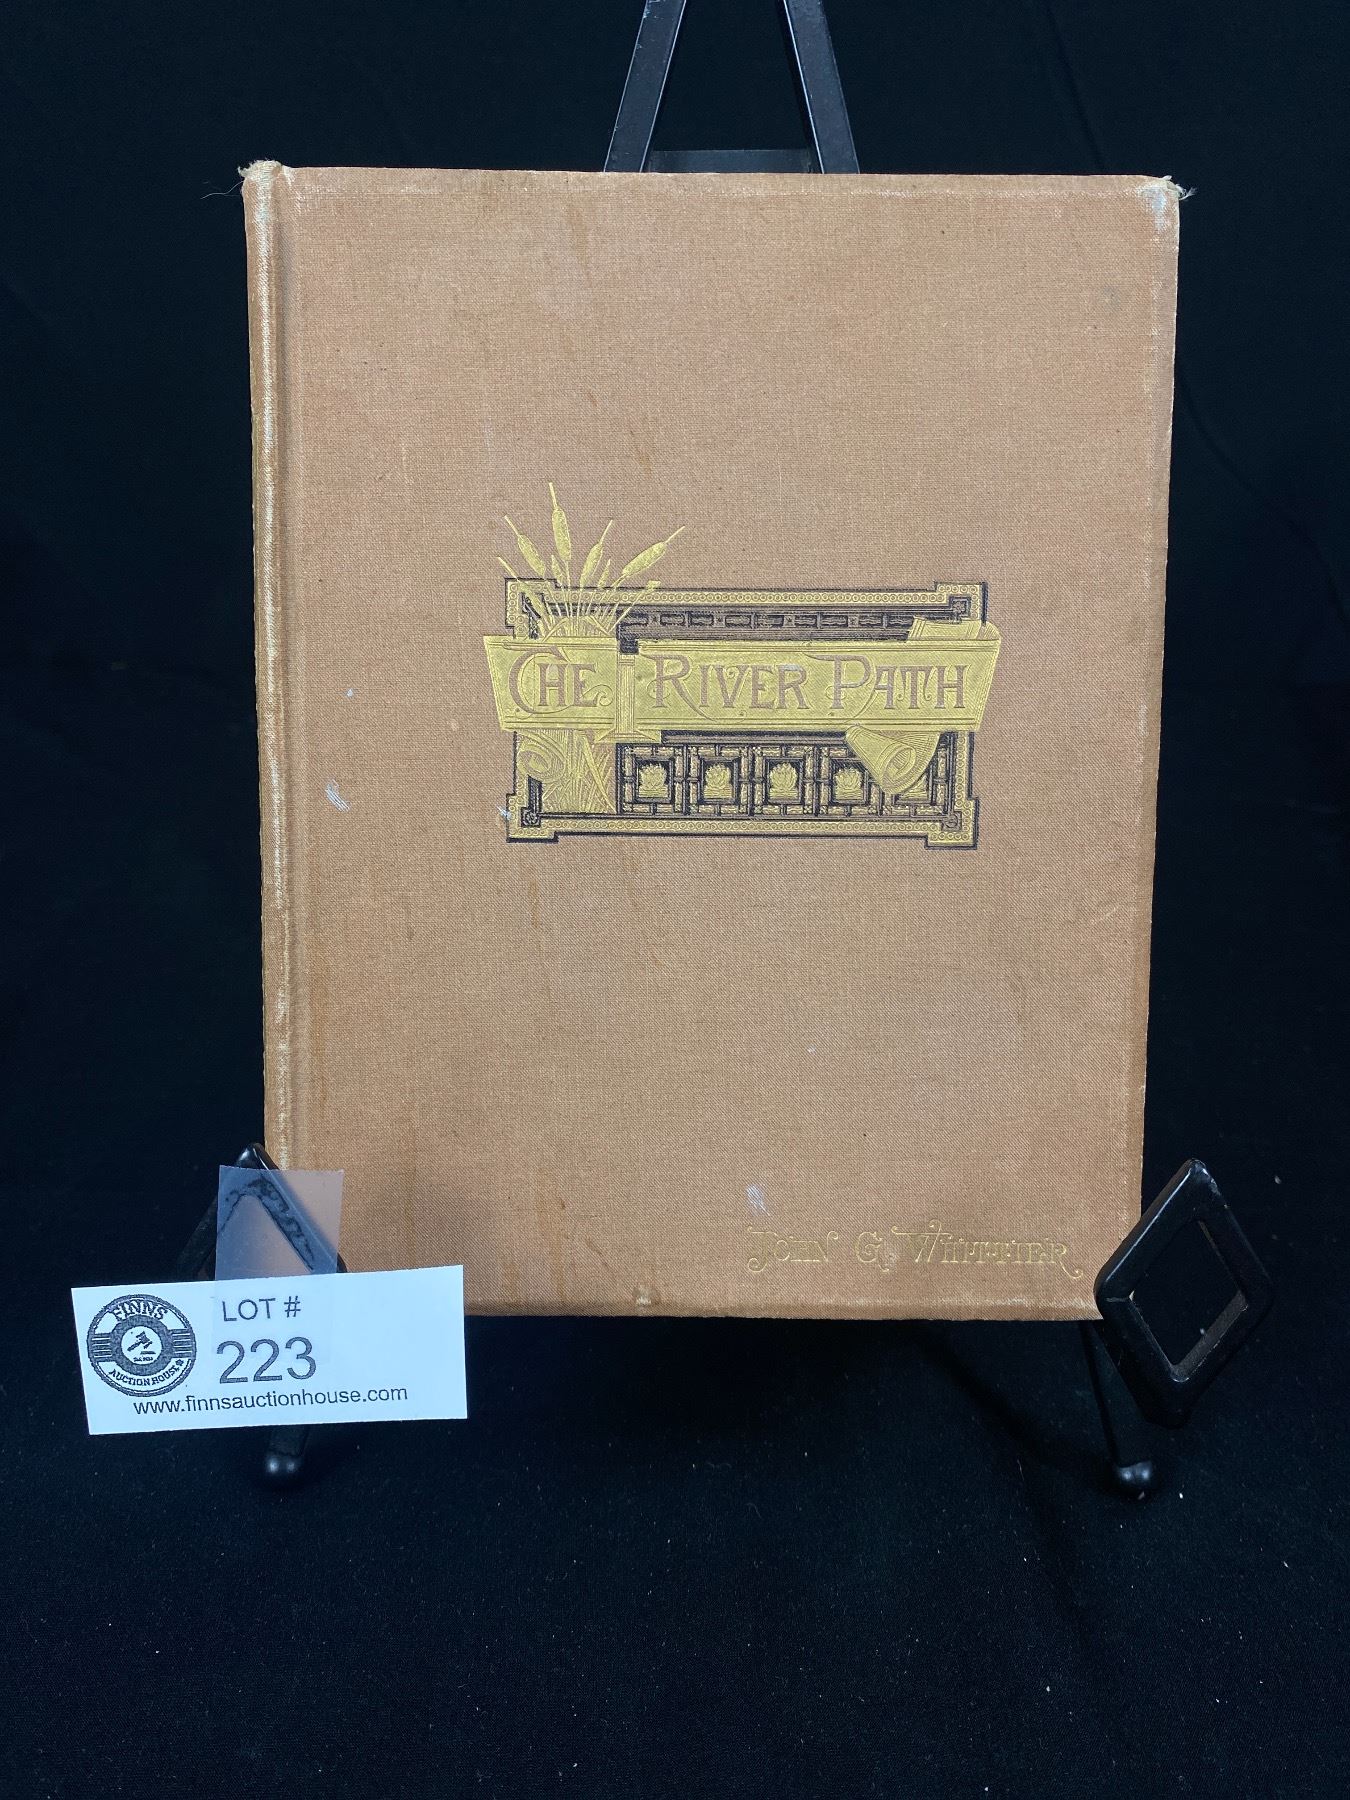 THE RIVER PATH
JOHN G. WHITTIER
FINNS
AUCTION HOUSE
LOT #
223
www.finnsauctionhouse.com